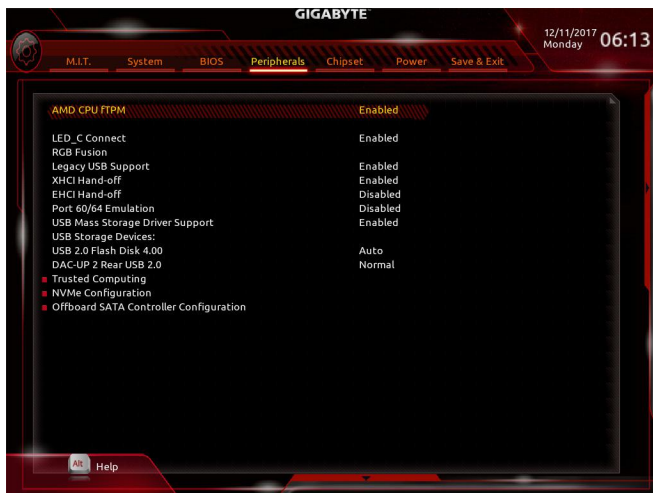 GIGABYTE™
12/11/2017 Monday 06:13
M.I.T. System BIOS Peripherals Chipset Power Save & Exit
AMD CPU fTPM Enabled
LED_C Connect Enabled
RGB Fusion
Legacy USB Support Enabled
XHCI Hand-off Enabled
EHCI Hand-off Disabled
Port 60/64 Emulation Disabled
USB Mass Storage Driver Support Enabled
USB Storage Devices:
USB 2.0 Flash Disk 4.00 Auto
DAC-UP 2 Rear USB 2.0 Normal
Trusted Computing
NVMe Configuration
Offboard SATA Controller Configuration
Alt Help